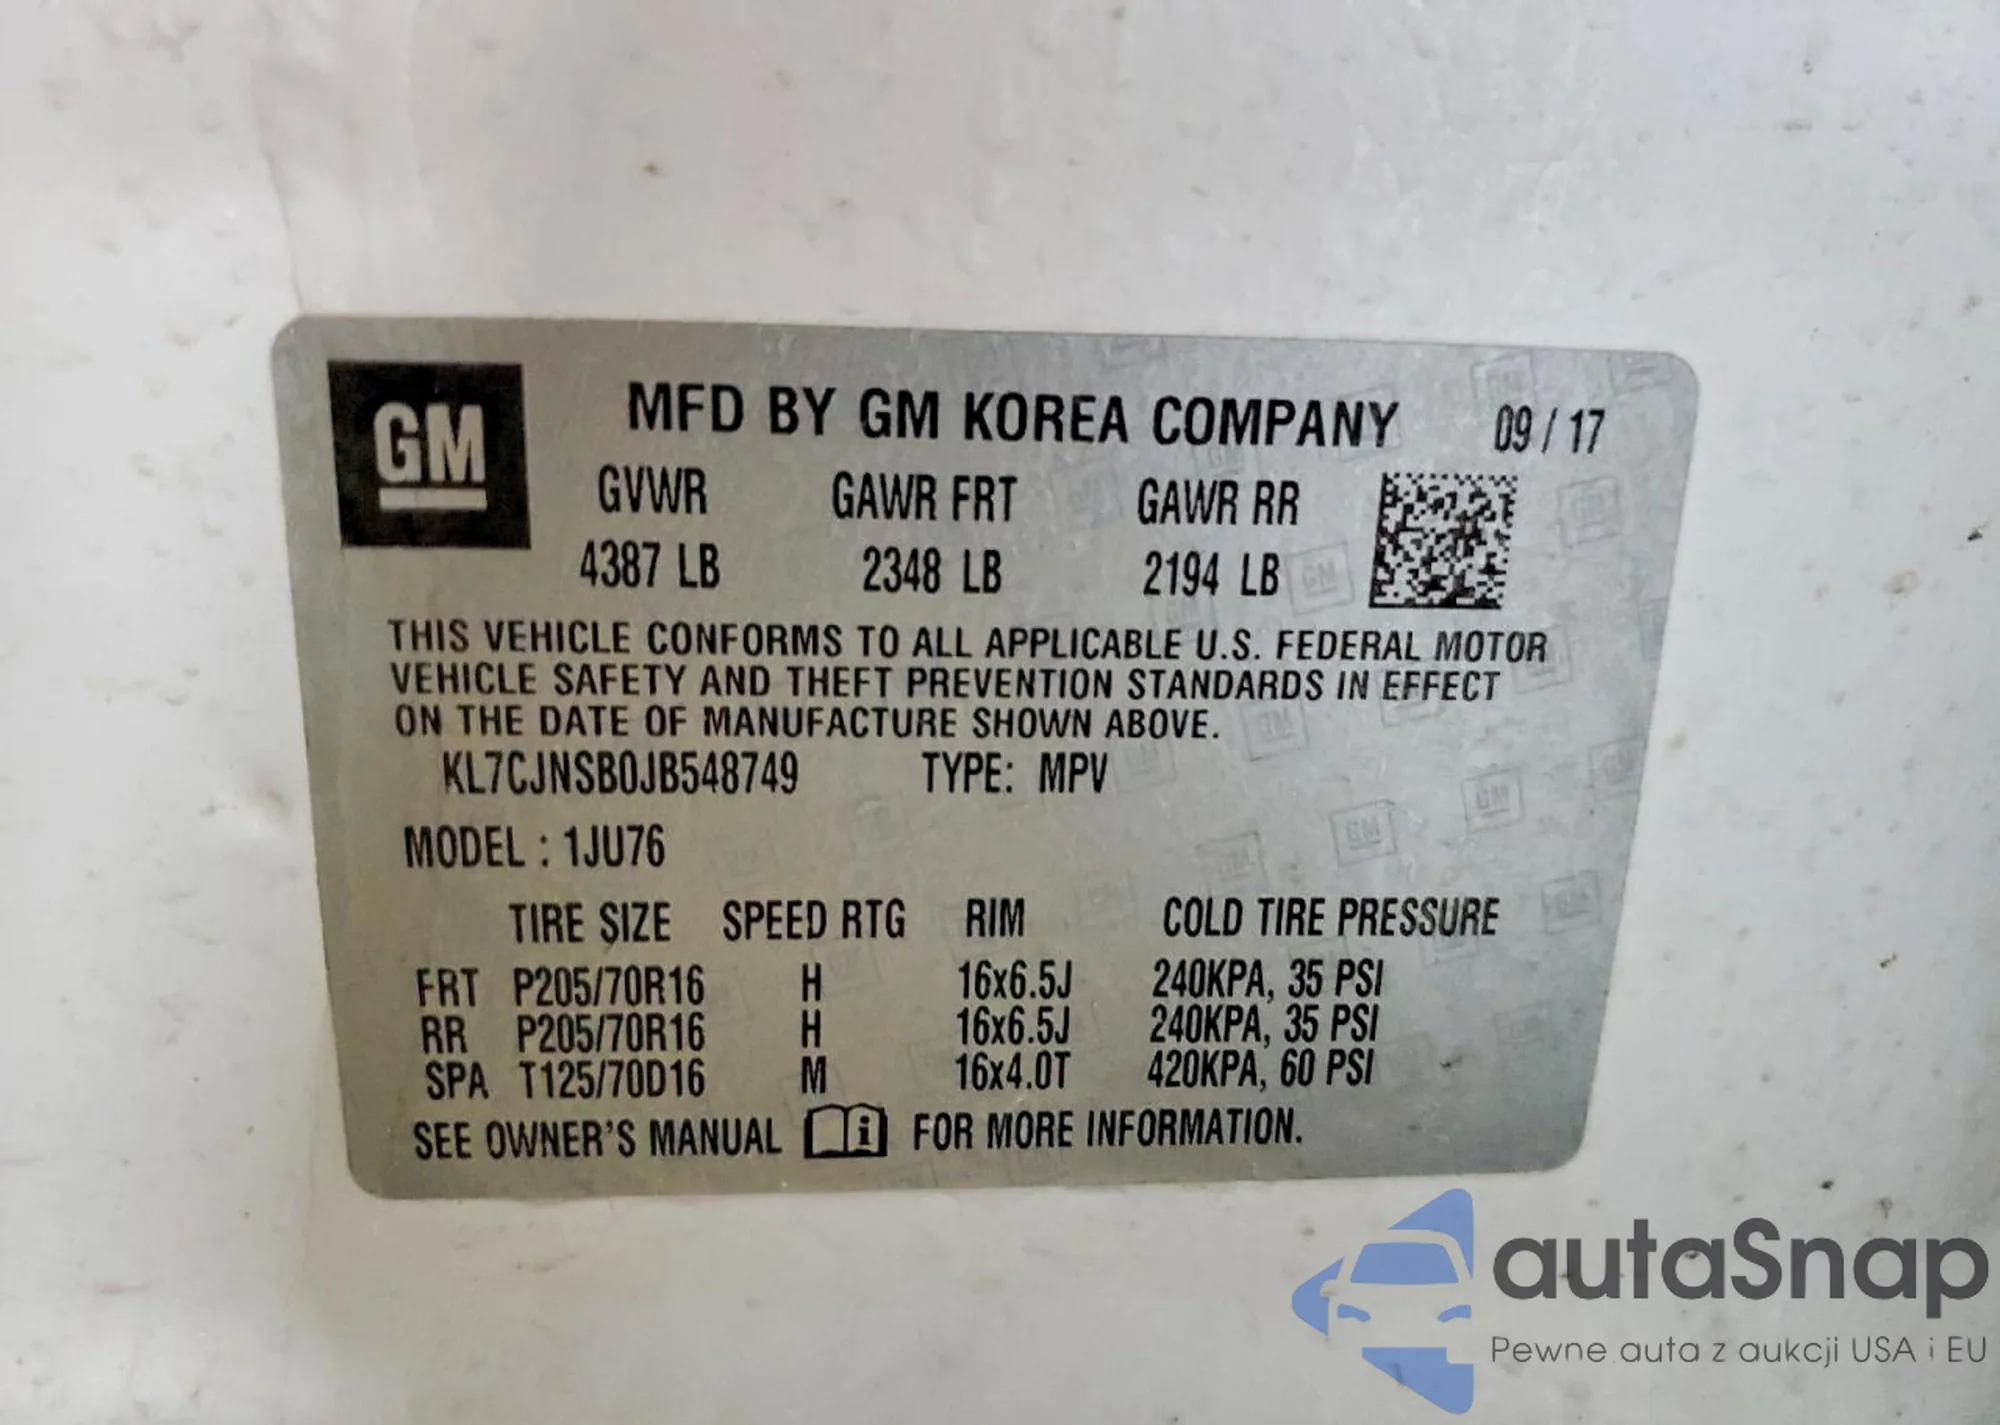 GM
MFD BY GM KOREA COMPANY 09 / 17
GVWR GAWR FRT GAWR RR
4387 LB 2348 LB 2194 LB
THIS VEHICLE CONFORMS TO ALL APPLICABLE U.S. FEDERAL MOTOR
VEHICLE SAFETY AND THEFT PREVENTION STANDARDS IN EFFECT
ON THE DATE OF MANUFACTURE SHOWN ABOVE.
KL7CJNSB0JB548749 TYPE: MPV
MODEL : 1JU76
TIRE SIZE SPEED RTG RIM COLD TIRE PRESSURE
FRT P205/70R16 H 16x6.5J 240KPA, 35 PSI
RR P205/70R16 H 16x6.5J 240KPA, 35 PSI
SPA T125/70D16 M 16x4.0T 420KPA, 60 PSI
SEE OWNER'S MANUAL i FOR MORE INFORMATION.
autaSnap
Pewne auta z aukcji USA i EU